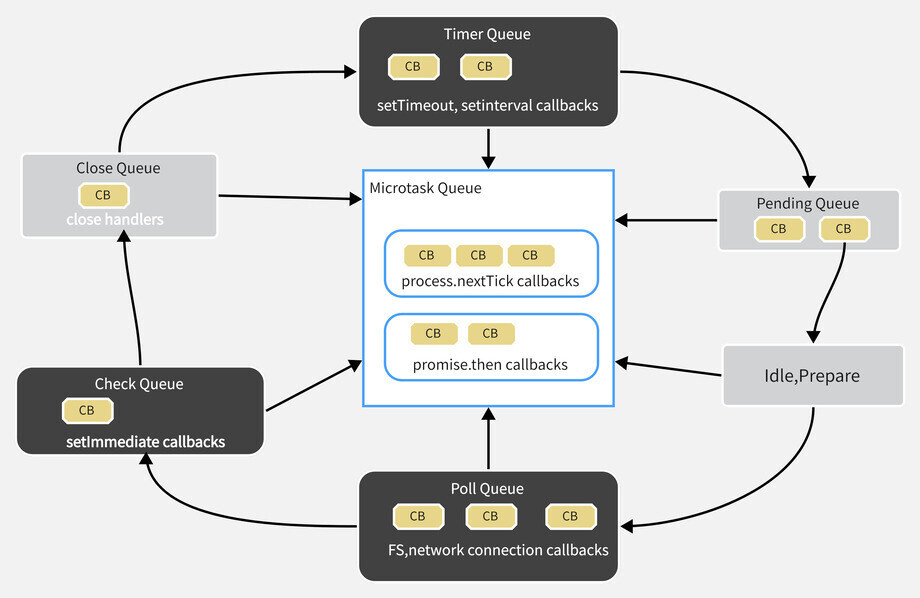 Timer Queue
CB CB
setTimeout, setinterval callbacks
Close Queue
CB
close handlers
Microtask Queue
CB CB CB
process.nextTick callbacks
CB CB
promise.then callbacks
Pending Queue
CB CB
Idle,Prepare
Check Queue
CB
setImmediate callbacks
Poll Queue
CB CB CB
FS,network connection callbacks